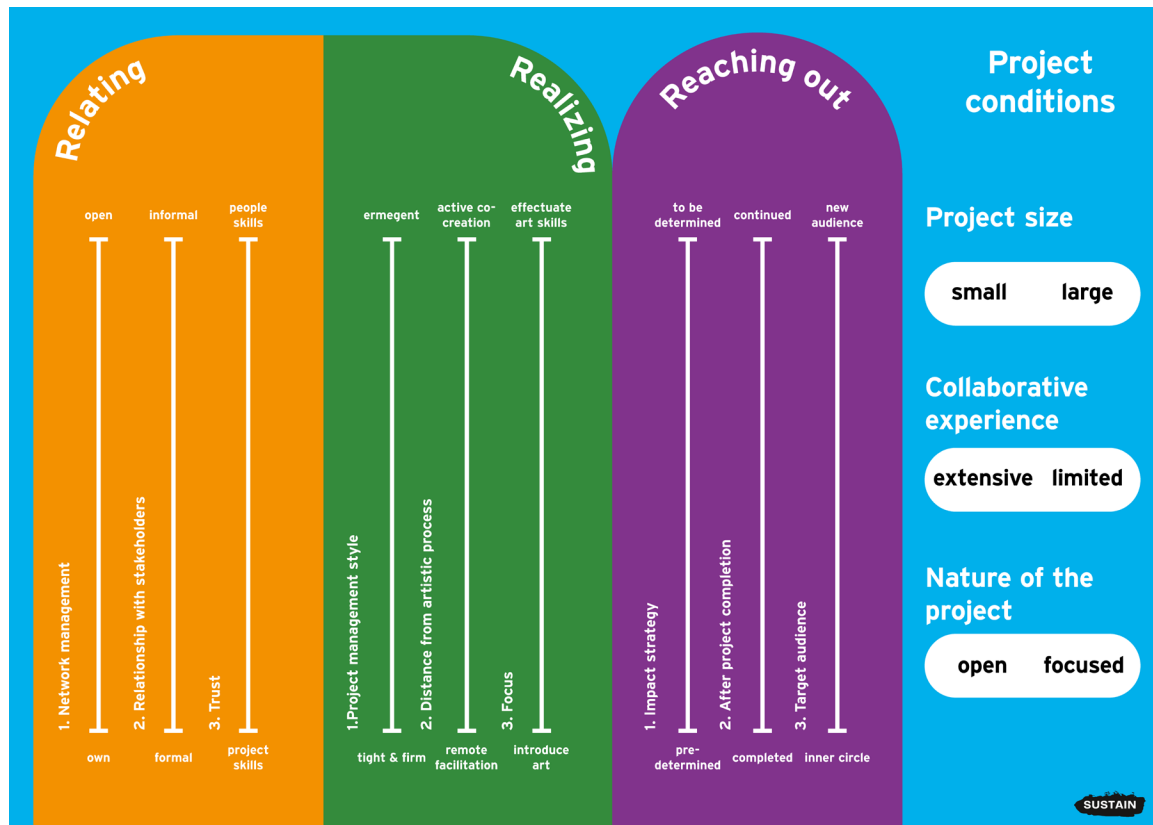 Relating
open
informal
people
skills
1. Network management
2. Relationship with stakeholders
3. Trust
own
formal
project
skills
Realizing
ermegent
active co-
creation
effectuate
art skills
1.Project management style
2. Distance from artistic process
3. Focus
tight & firm
remote
facilitation
introduce
art
Reaching out
to be
determined
continued
new
audience
1. Impact strategy
2. After project completion
3. Target audience
pre-
determined
completed
inner circle
Project
conditions
Project size
small large
Collaborative
experience
extensive limited
Nature of the
project
open focused
SUSTAIN